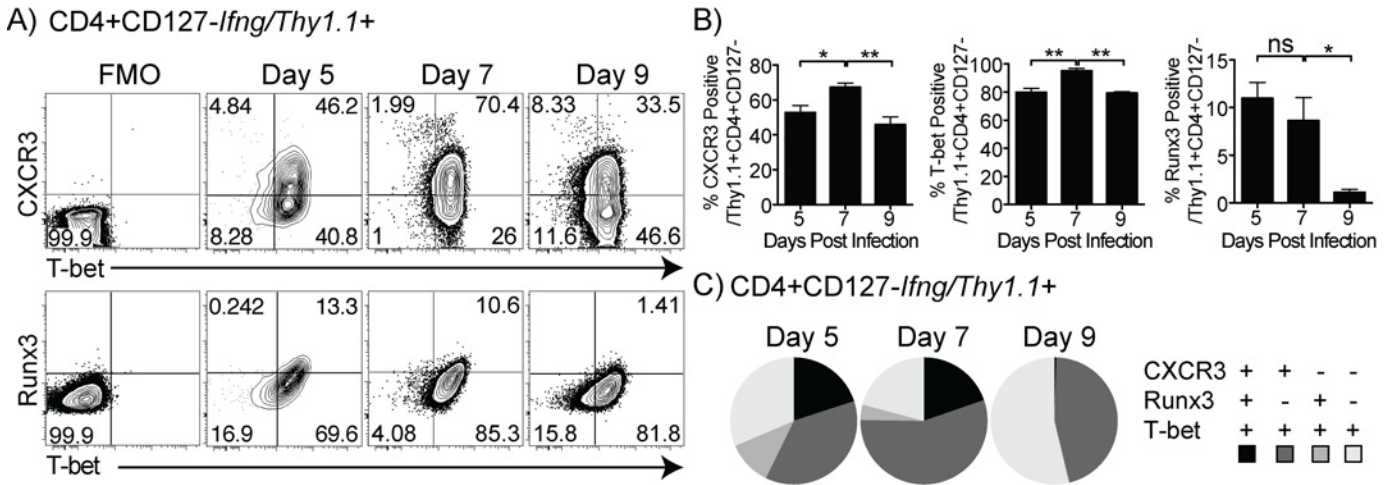 A) CD4+CD127-Ifng/Thy1.1+
FMO Day 5 Day 7 Day 9
CXCR3
99.9
4.84 46.2
8.28 40.8
1.99 70.4
1 26
8.33 33.5
11.6 46.6
T-bet
Runx3
99.9
0.242 13.3
16.9 69.6
10.6
4.08 85.3
1.41
15.8 81.8
T-bet
B)
% CXCR3 Positive
/Thy1.1+CD4+CD127-
80
60
40
20
0
* **
5 7 9
Days Post Infection
% T-bet Positive
/Thy1.1+CD4+CD127-
100
80
60
40
20
0
** **
5 7 9
Days Post Infection
% Runx3 Positive
/Thy1.1+CD4+CD127-
15
10
5
0
ns *
5 7 9
Days Post Infection
C) CD4+CD127-Ifng/Thy1.1+
Day 5 Day 7 Day 9
CXCR3 + + - -
Runx3 + - + -
T-bet + + + +